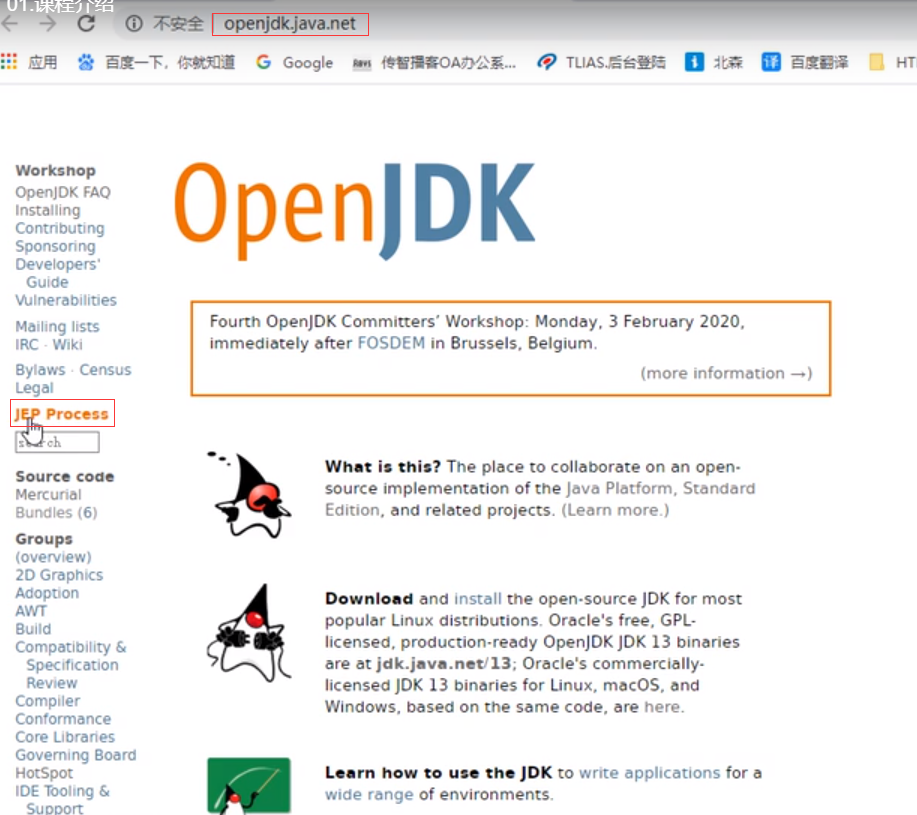 01.课程介绍
不安全 openjdk.java.net
应用 百度一下，你就知道 Google 传智播客OA办公系... TLIAS.后台登陆 北森 百度翻译 HT
Workshop
OpenJDK FAQ
Installing
Contributing
Sponsoring
Developers'
Guide
Vulnerabilities
Mailing lists
IRC · Wiki
Bylaws · Census
Legal
JEP Process
search
Source code
Mercurial
Bundles (6)
Groups
(overview)
2D Graphics
Adoption
AWT
Build
Compatibility &
Specification
Review
Compiler
Conformance
Core Libraries
Governing Board
HotSpot
IDE Tooling &
Support
OpenJDK
Fourth OpenJDK Committers’ Workshop: Monday, 3 February 2020,
immediately after FOSDEM in Brussels, Belgium.
(more information →)
What is this? The place to collaborate on an open-
source implementation of the Java Platform, Standard
Edition, and related projects. (Learn more.)
Download and install the open-source JDK for most
popular Linux distributions. Oracle's free, GPL-
licensed, production-ready OpenJDK JDK 13 binaries
are at jdk.java.net/13; Oracle's commercially-
licensed JDK 13 binaries for Linux, macOS, and
Windows, based on the same code, are here.
Learn how to use the JDK to write applications for a
wide range of environments.